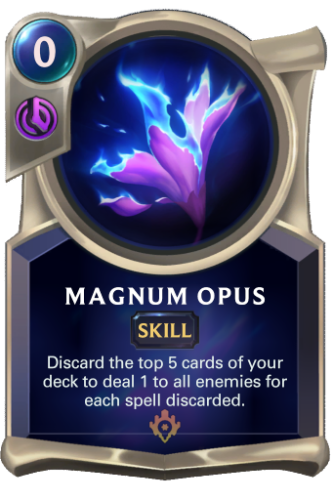 0
MAGNUM OPUS
SKILL
Discard the top 5 cards of your
deck to deal 1 to all enemies for
each spell discarded.